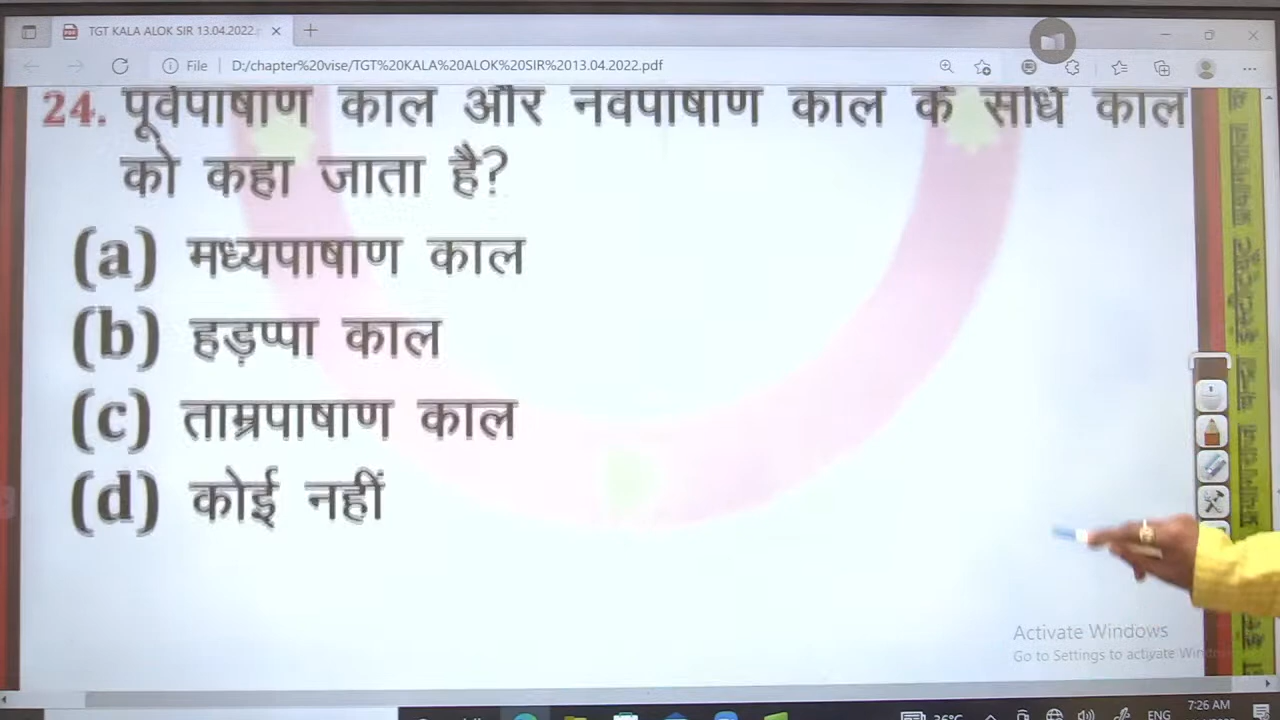 TGT KALA ALOK SIR 13.04.2022.
File D:/chapter%20vise/TGT%20KALA%20ALOK%20SIR%2013.04.2022.pdf
24. पूर्वपाषाण काल और नवपाषाण काल के संधि काल
को कहा जाता है?
(a) मध्यपाषाण काल
(b) हड़प्पा काल
(c) ताम्रपाषाण काल
(d) कोई नहीं
Activate Windows
Go to Settings to activate Windows
7:26 AM
26°C
ENG